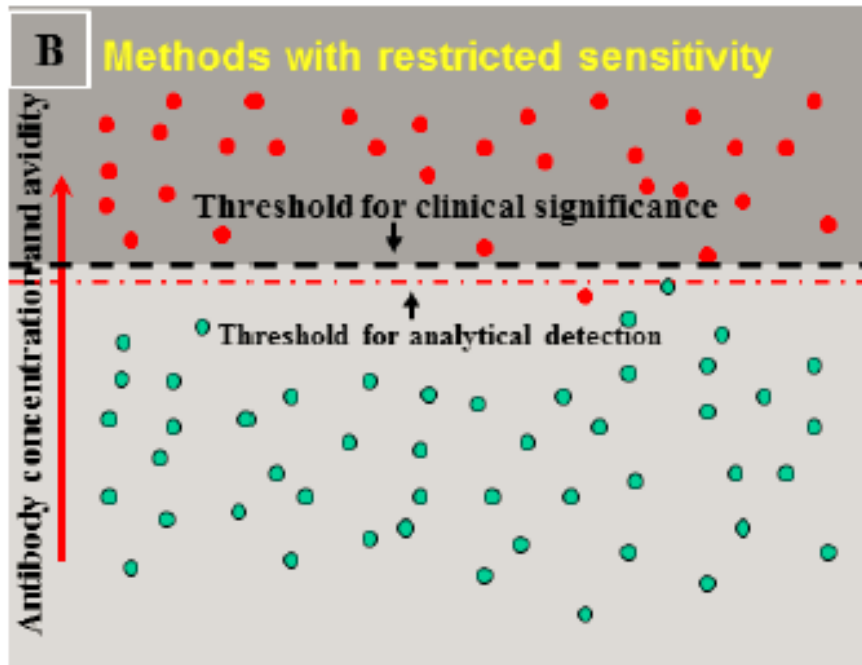 B
Methods with restricted sensitivity
Threshold for clinical significance
Threshold for analytical detection
Antibody concentration and avidity